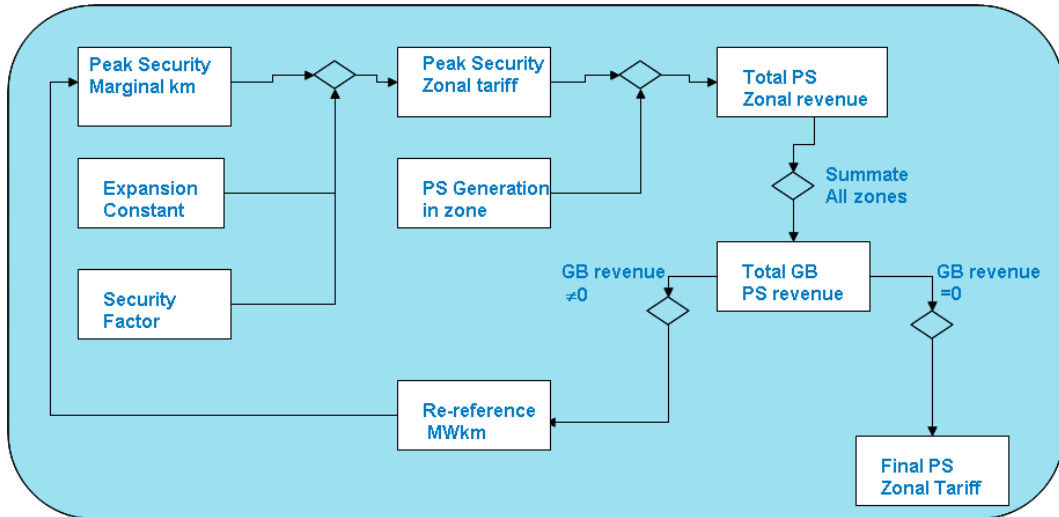 Peak Security
Marginal km
Peak Security
Zonal tariff
Total PS
Zonal revenue
Expansion
Constant
PS Generation
in zone
Summate
All zones
Security
Factor
GB revenue
≠0
Total GB
PS revenue
GB revenue
=0
Re-reference
MWkm
Final PS
Zonal Tariff